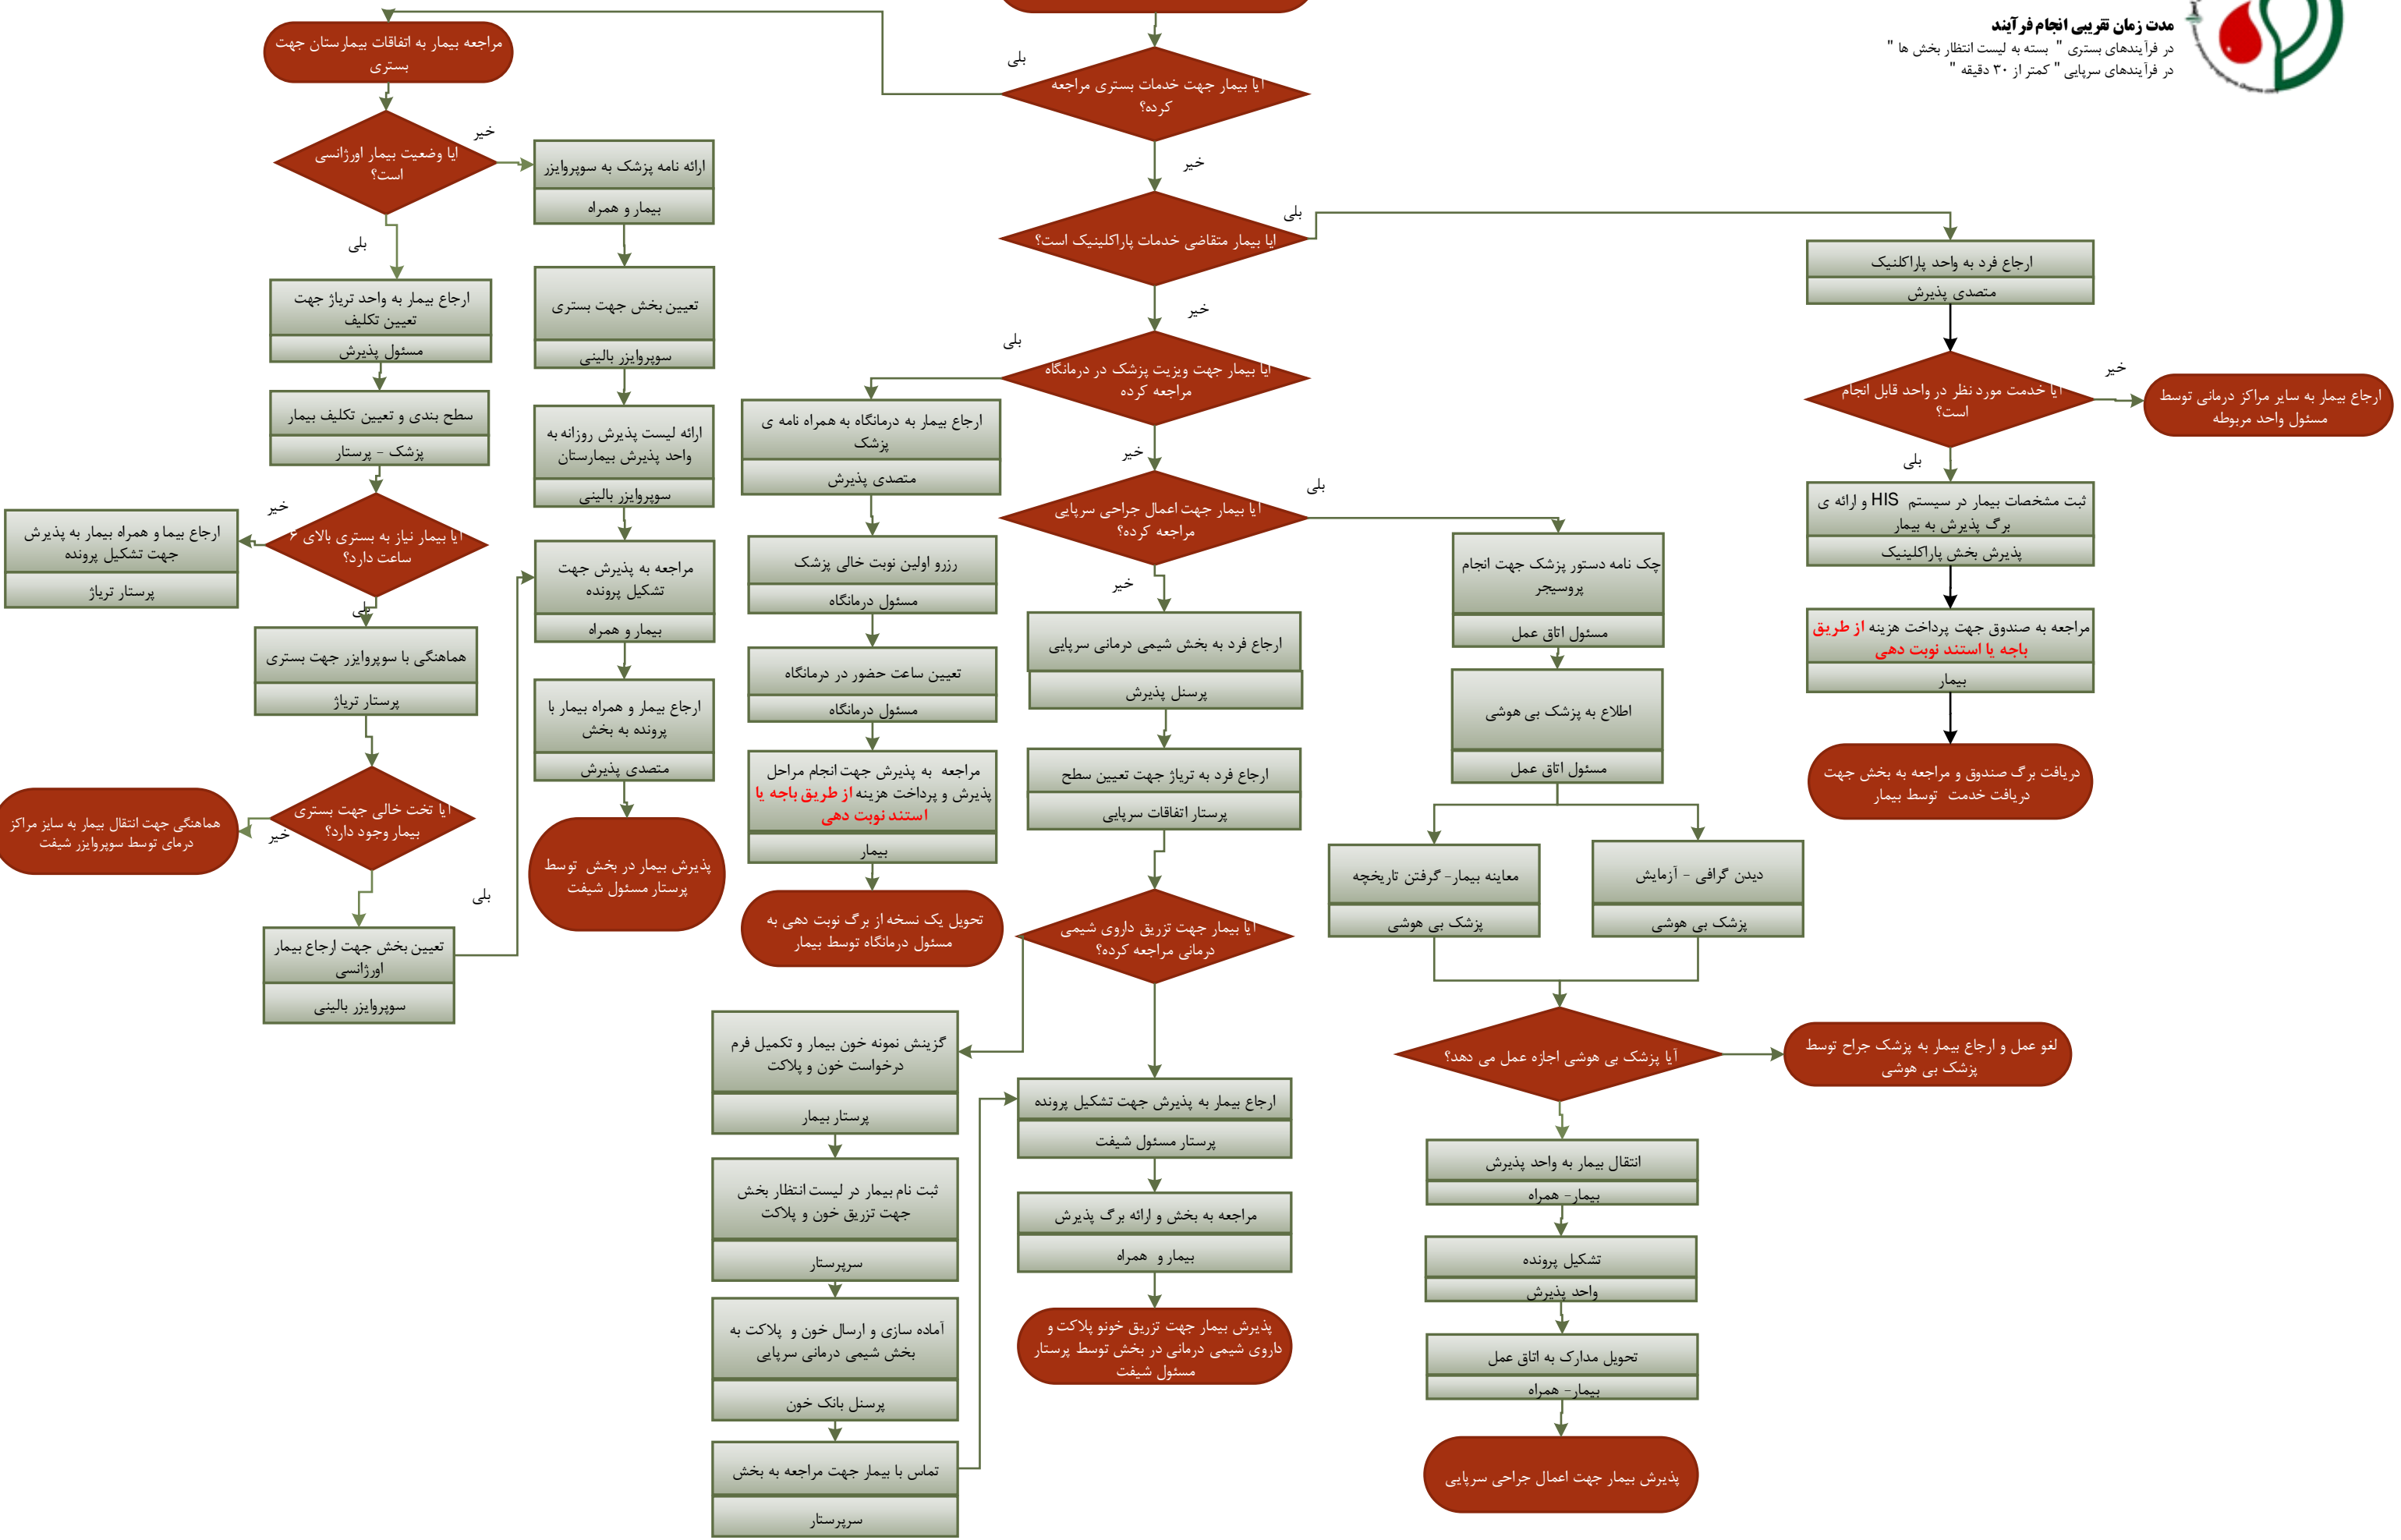 مدت زمان تقریبی انجام فرآیند
در فرآیندهای بستری " بسته به لیست انتظار بخش ها "
در فرآیندهای سرپایی " کمتر از ۳۰ دقیقه "
آیا بیمار جهت خدمات بستری مراجعه
کرده؟
بلی
خیر
مراجعه بیمار به اتفاقات بیمارستان جهت
بستری
ایا وضعیت بیمار اورژانسی
است؟
خیر
بلی
ارائه نامه پزشک به سوپروایزر
بیمار و همراه
تعیین بخش جهت بستری
سوپروایزر بالینی
ارائه لیست پذیرش روزانه به
واحد پذیرش بیمارستان
سوپروایزر بالینی
مراجعه به پذیرش جهت
تشکیل پرونده
بیمار و همراه
ارجاع بیمار و همراه بیمار با
پرونده به بخش
متصدی پذیرش
پذیرش بیمار در بخش توسط
پرستار مسئول شیفت
ارجاع بیمار به واحد تریاژ جهت
تعیین تکلیف
مسئول پذیرش
سطح بندی و تعیین تکلیف بیمار
پزشک - پرستار
آیا بیمار نیاز به بستری بالای ۶
ساعت دارد؟
خیر
بلی
ارجاع بیما و همراه بیمار به پذیرش
جهت تشکیل پرونده
پرستار تریاژ
هماهنگی با سوپروایزر جهت بستری
پرستار تریاژ
آیا تخت خالی جهت بستری
بیمار وجود دارد؟
خیر
بلی
هماهنگی جهت انتقال بیمار به سایز مراکز
درمای توسط سوپروایزر شیفت
تعیین بخش جهت ارجاع بیمار
اورژانسی
سوپروایزر بالینی
ایا بیمار متقاضی خدمات پاراکلینیک است؟
بلی
خیر
ارجاع فرد به واحد پاراکلنیک
متصدی پذیرش
آیا خدمت مورد نظر در واحد قابل انجام
است؟
خیر
بلی
ارجاع بیمار به سایر مراکز درمانی توسط
مسئول واحد مربوطه
ثبت مشخصات بیمار در سیستم HIS و ارائه ی
برگ پذیرش به بیمار
پذیرش بخش پاراکلینیک
مراجعه به صندوق جهت پرداخت هزینه از طریق
باجه یا استند نوبت دهی
بیمار
دریافت برگ صندوق و مراجعه به بخش جهت
دریافت خدمت توسط بیمار
ایا بیمار جهت ویزیت پزشک در درمانگاه
مراجعه کرده
بلی
خیر
ارجاع بیمار به درمانگاه به همراه نامه ی
پزشک
متصدی پذیرش
رزرو اولین نوبت خالی پزشک
مسئول درمانگاه
تعیین ساعت حضور در درمانگاه
مسئول درمانگاه
مراجعه به پذیرش جهت انجام مراحل
پذیرش و پرداخت هزینه از طریق باجه یا
استند نوبت دهی
بیمار
تحویل یک نسخه از برگ نوبت دهی به
مسئول درمانگاه توسط بیمار
آیا بیمار جهت اعمال جراحی سرپایی
مراجعه کرده؟
بلی
خیر
چک نامه دستور پزشک جهت انجام
پروسیجر
مسئول اتاق عمل
اطلاع به پزشک بی هوشی
مسئول اتاق عمل
معاینه بیمار- گرفتن تاریخچه
پزشک بی هوشی
دیدن گرافی - آزمایش
پزشک بی هوشی
آیا پزشک بی هوشی اجازه عمل می دهد؟
لغو عمل و ارجاع بیمار به پزشک جراح توسط
پزشک بی هوشی
انتقال بیمار به واحد پذیرش
بیمار- همراه
تشکیل پرونده
واحد پذیرش
تحویل مدارک به اتاق عمل
بیمار- همراه
پذیرش بیمار جهت اعمال جراحی سرپایی
ارجاع فرد به بخش شیمی درمانی سرپایی
پرسنل پذیرش
ارجاع فرد به تریاژ جهت تعیین سطح
پرستار اتفاقات سرپایی
آیا بیمار جهت تزریق داروی شیمی
درمانی مراجعه کرده؟
گزینش نمونه خون بیمار و تکمیل فرم
درخواست خون و پلاکت
پرستار بیمار
ثبت نام بیمار در لیست انتظار بخش
جهت تزریق خون و پلاکت
سرپرستار
آماده سازی و ارسال خون و پلاکت به
بخش شیمی درمانی سرپایی
پرسنل بانک خون
تماس با بیمار جهت مراجعه به بخش
سرپرستار
ارجاع بیمار به پذیرش جهت تشکیل پرونده
پرستار مسئول شیفت
مراجعه به بخش و ارائه برگ پذیرش
بیمار و همراه
پذیرش بیمار جهت تزریق خونو پلاکت و
داروی شیمی درمانی در بخش توسط پرستار
مسئول شیفت